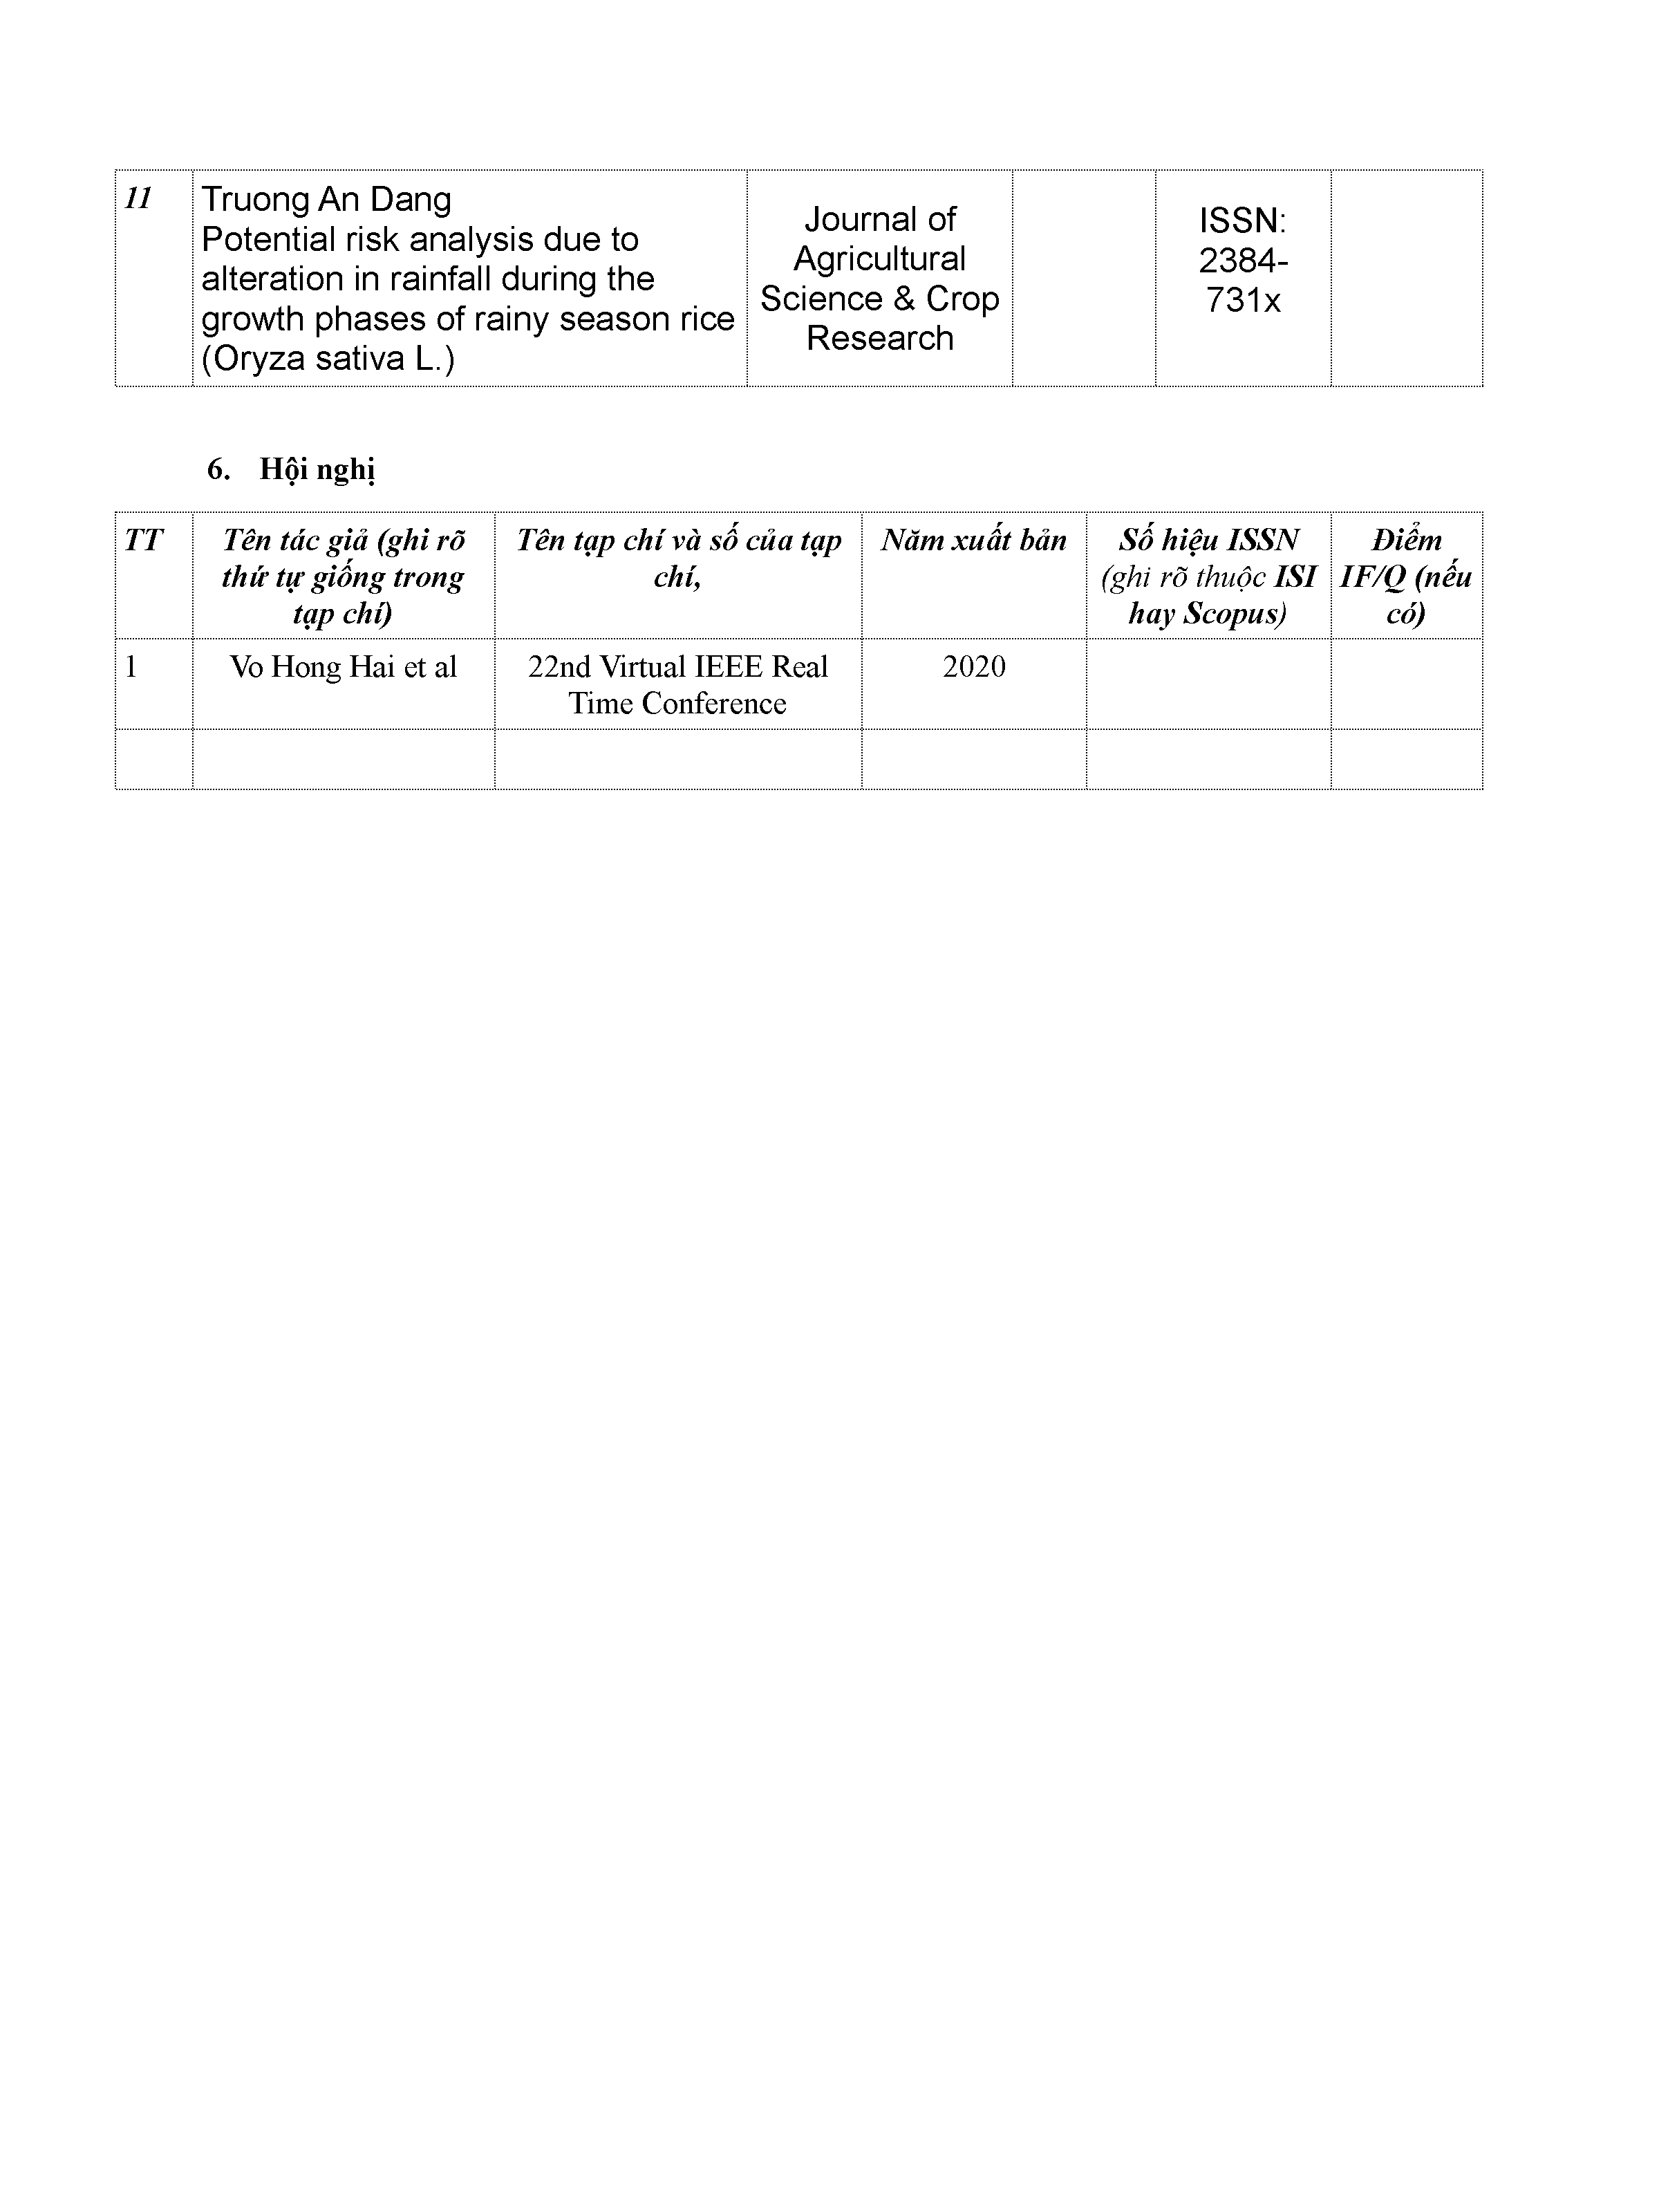 11
Truong An Dang
Potential risk analysis due to
alteration in rainfall during the
growth phases of rainy season rice
(Oryza sativa L.)
Journal of
Agricultural
Science & Crop
Research
ISSN:
2384-
731x
6. Hội nghị
TT
Tên tác giả (ghi rõ
thứ tự giống trong
tạp chí)
Tên tạp chí và số của tạp
chí,
Năm xuất bản
Số hiệu ISSN
(ghi rõ thuộc ISI
hay Scopus)
Điểm
IF/Q (nếu
có)
1
Vo Hong Hai et al
22nd Virtual IEEE Real
Time Conference
2020